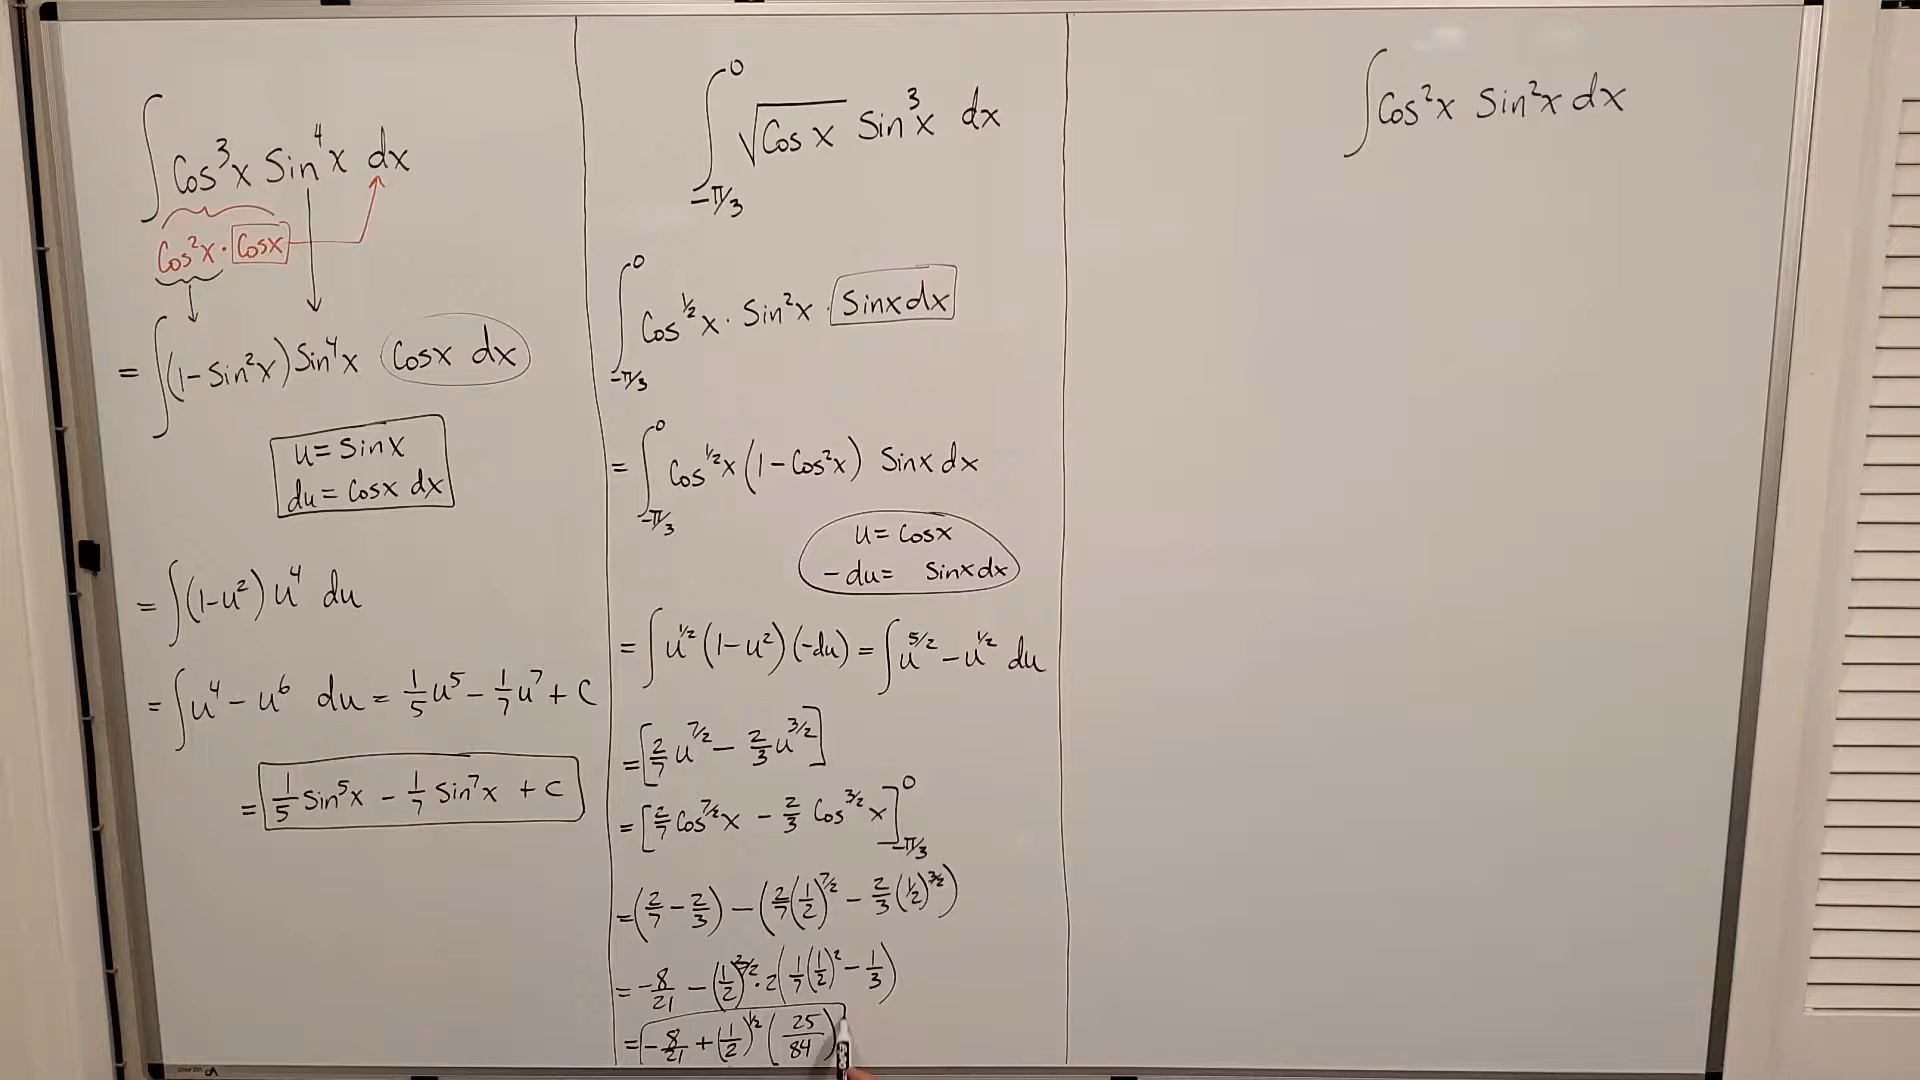 ∫ Cos³x Sin⁴x dx
Cos²x · Cosx
= ∫(1-Sin²x) Sin⁴x Cosx dx
u = Sinx
du = Cosx dx
= ∫(1-u²) u⁴ du
= ∫u⁴ - u⁶ du = 1/5 u⁵ - 1/7 u⁷ + C
= 1/5 Sin⁵x - 1/7 Sin⁷x + C
∫_{-π/3}^{0} √(Cos x) Sin³x dx
∫_{-π/3}^{0} Cos^{1/2}x · Sin²x · Sinx dx
= ∫_{-π/3}^{0} Cos^{1/2}x (1-Cos²x) Sinx dx
u = Cosx
-du = Sinx dx
= ∫u^{1/2} (1-u²)(-du) = ∫u^{5/2} - u^{1/2} du
= [2/7 u^{7/2} - 2/3 u^{3/2}]
= [2/7 Cos^{7/2}x - 2/3 Cos^{3/2}x]_{-π/3}^{0}
= (2/7 - 2/3) - (2/7 (1/2)^{7/2} - 2/3 (1/2)^{3/2})
= -8/21 - (1/2) · 2(1/7 (1/2)² - 1/3)
= -8/21 + (1/2)^{1/2} (25/84)
∫Cos²x Sin²x dx